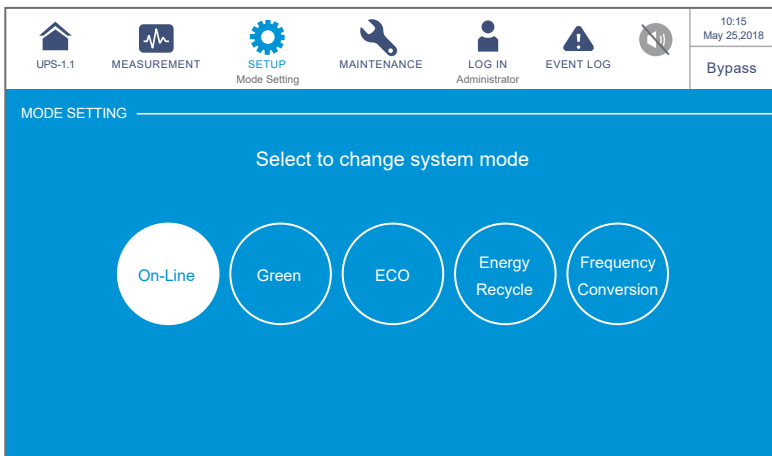 UPS-1.1
MEASUREMENT
SETUP
Mode Setting
MAINTENANCE
LOG IN
Administrator
EVENT LOG
10:15
May 25,2018
Bypass
MODE SETTING
Select to change system mode
On-Line
Green
ECO
Energy
Recycle
Frequency
Conversion